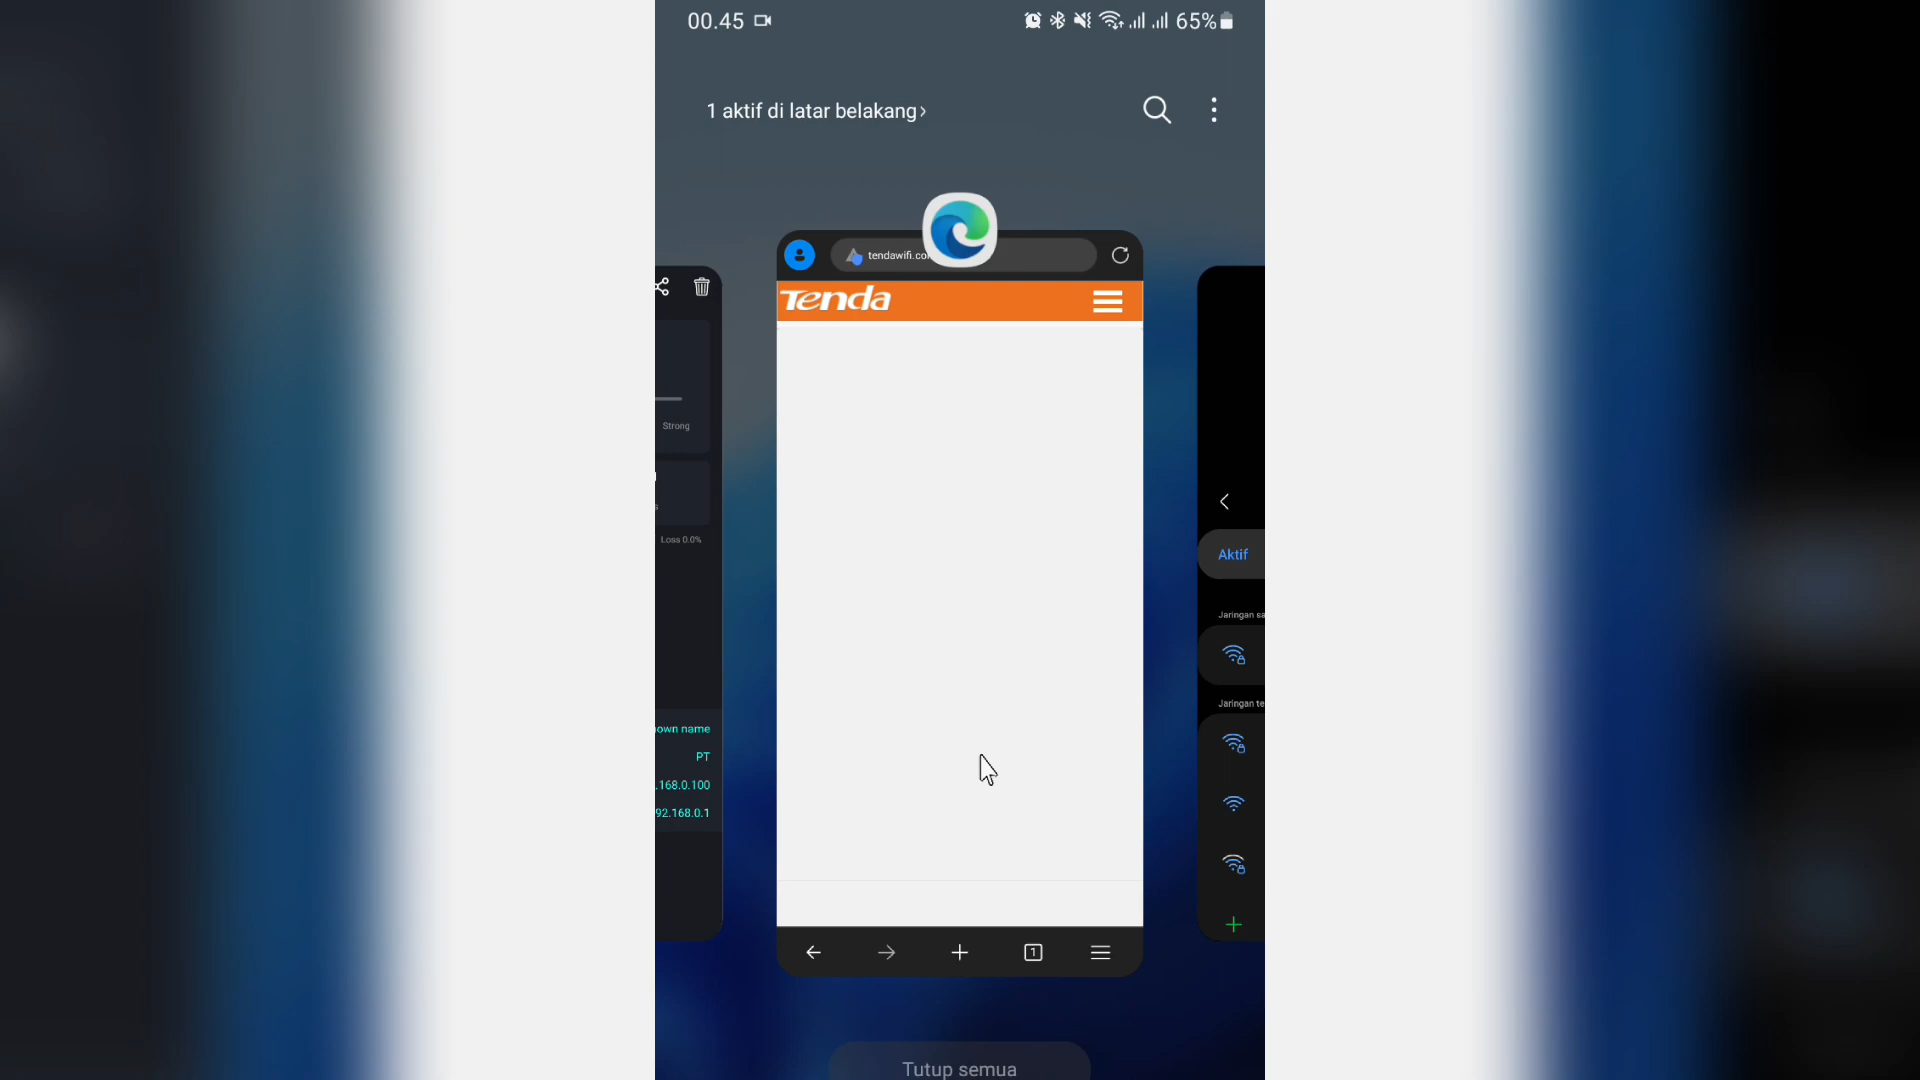 00.45
65%
1 aktif di latar belakang ›
tendawifi.co
Tenda
Strong
Loss 0.0%
Aktif
Jaringan sa
Jaringan te
own name
PT
.168.0.100
92.168.0.1
1
Tutup semua